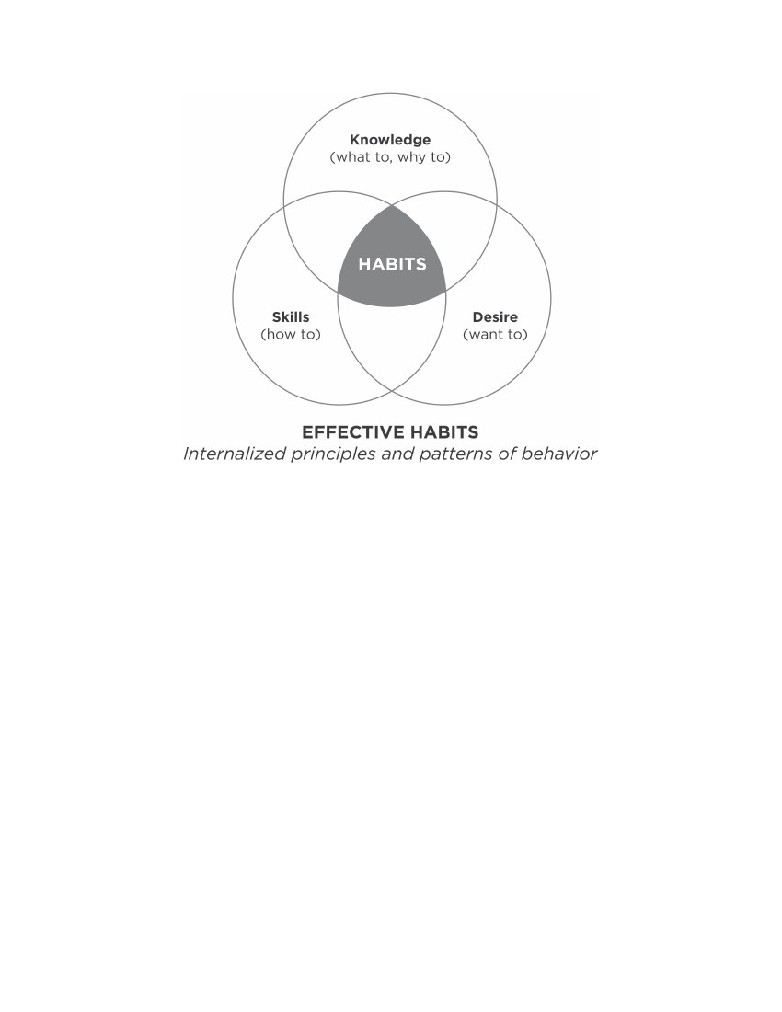 Knowledge
(what to, why to)
HABITS
Skills
(how to)
Desire
(want to)
EFFECTIVE HABITS
Internalized principles and patterns of behavior